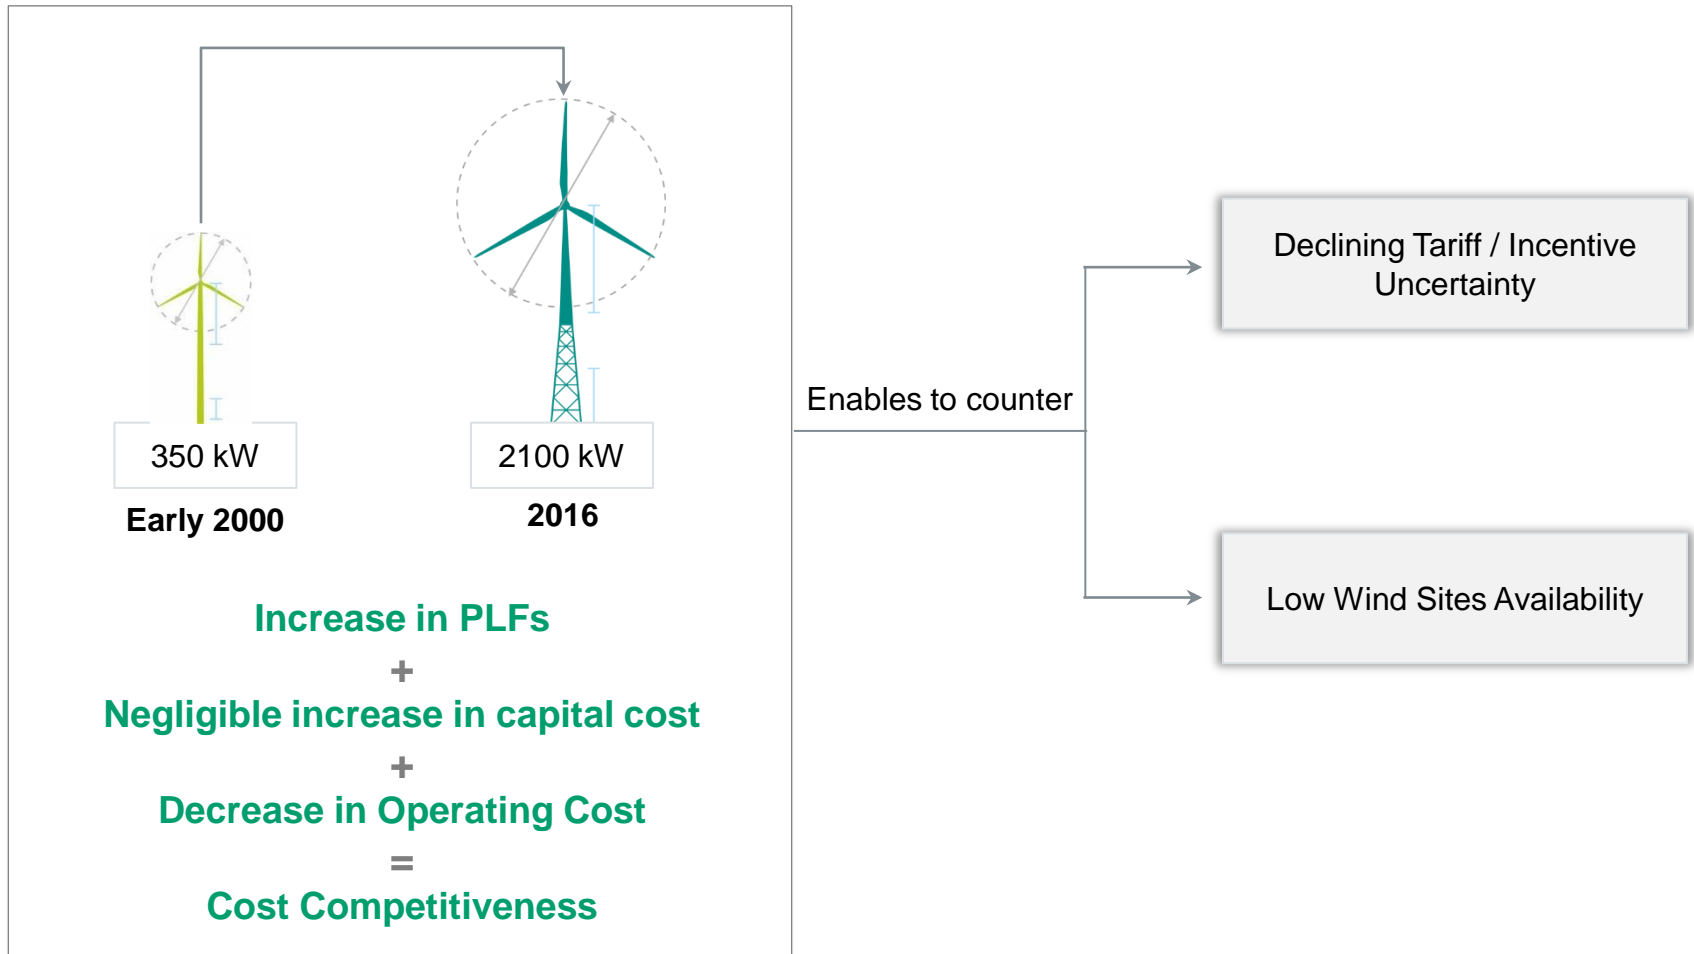 350 kW
Early 2000
2100 kW
2016
Increase in PLFs
+
Negligible increase in capital cost
+
Decrease in Operating Cost
=
Cost Competitiveness
Enables to counter
Declining Tariff / Incentive
Uncertainty
Low Wind Sites Availability